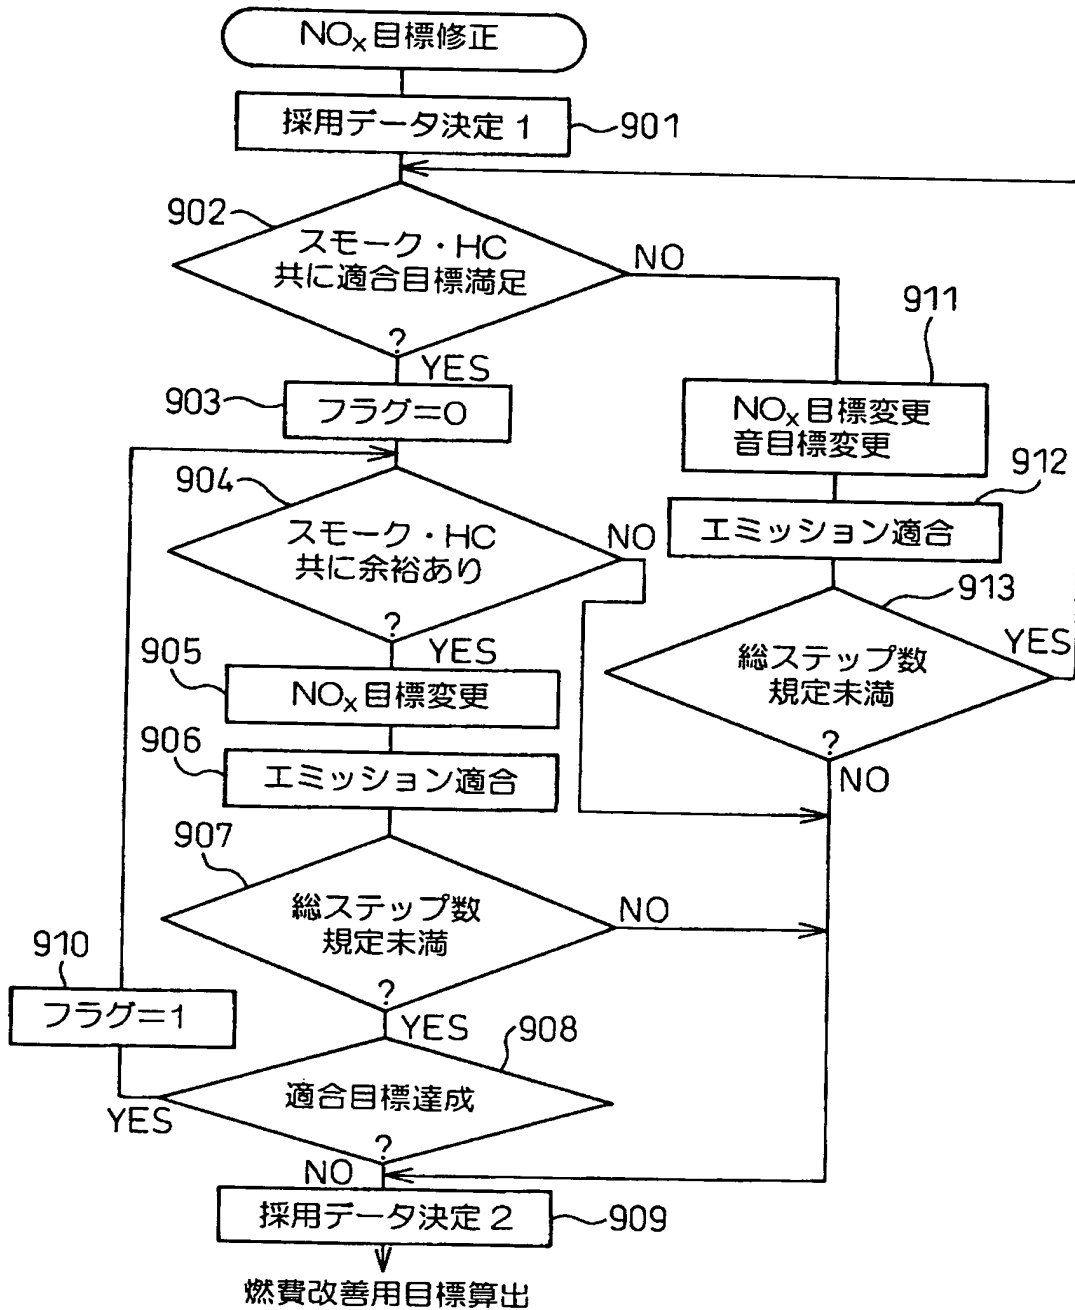 NOx目標修正
採用データ決定1
901
902
スモーク・HC
共に適合目標満足
?
NO
YES
911
903
フラグ=0
NOx目標変更
音目標変更
912
904
スモーク・HC
共に余裕あり
?
NO
YES
エミッション適合
913
総ステップ数
規定未満
?
YES
NO
905
NOx目標変更
906
エミッション適合
907
総ステップ数
規定未満
?
NO
YES
910
フラグ=1
908
適合目標達成
?
YES
NO
採用データ決定2
909
燃費改善用目標算出